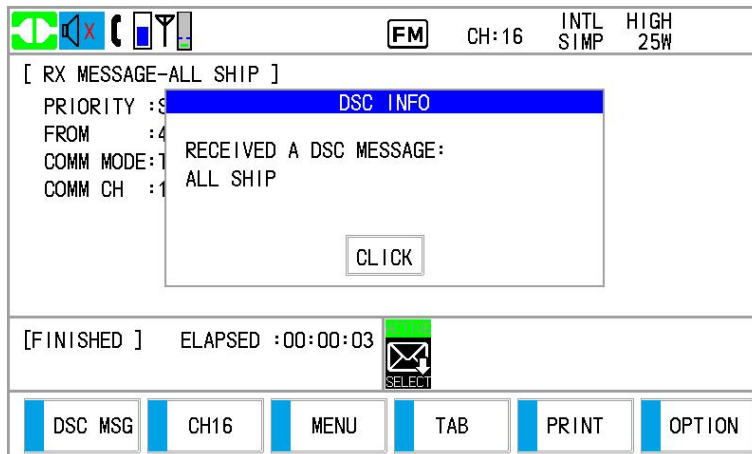 FM CH:16 INTL SIMP HIGH 25W
[ RX MESSAGE-ALL SHIP ]
PRIORITY :S
FROM :4
COMM MODE:T
COMM CH :1
DSC INFO
RECEIVED A DSC MESSAGE:
ALL SHIP
CLICK
[FINISHED ] ELAPSED :00:00:03
SELECT
DSC MSG CH16 MENU TAB PRINT OPTION